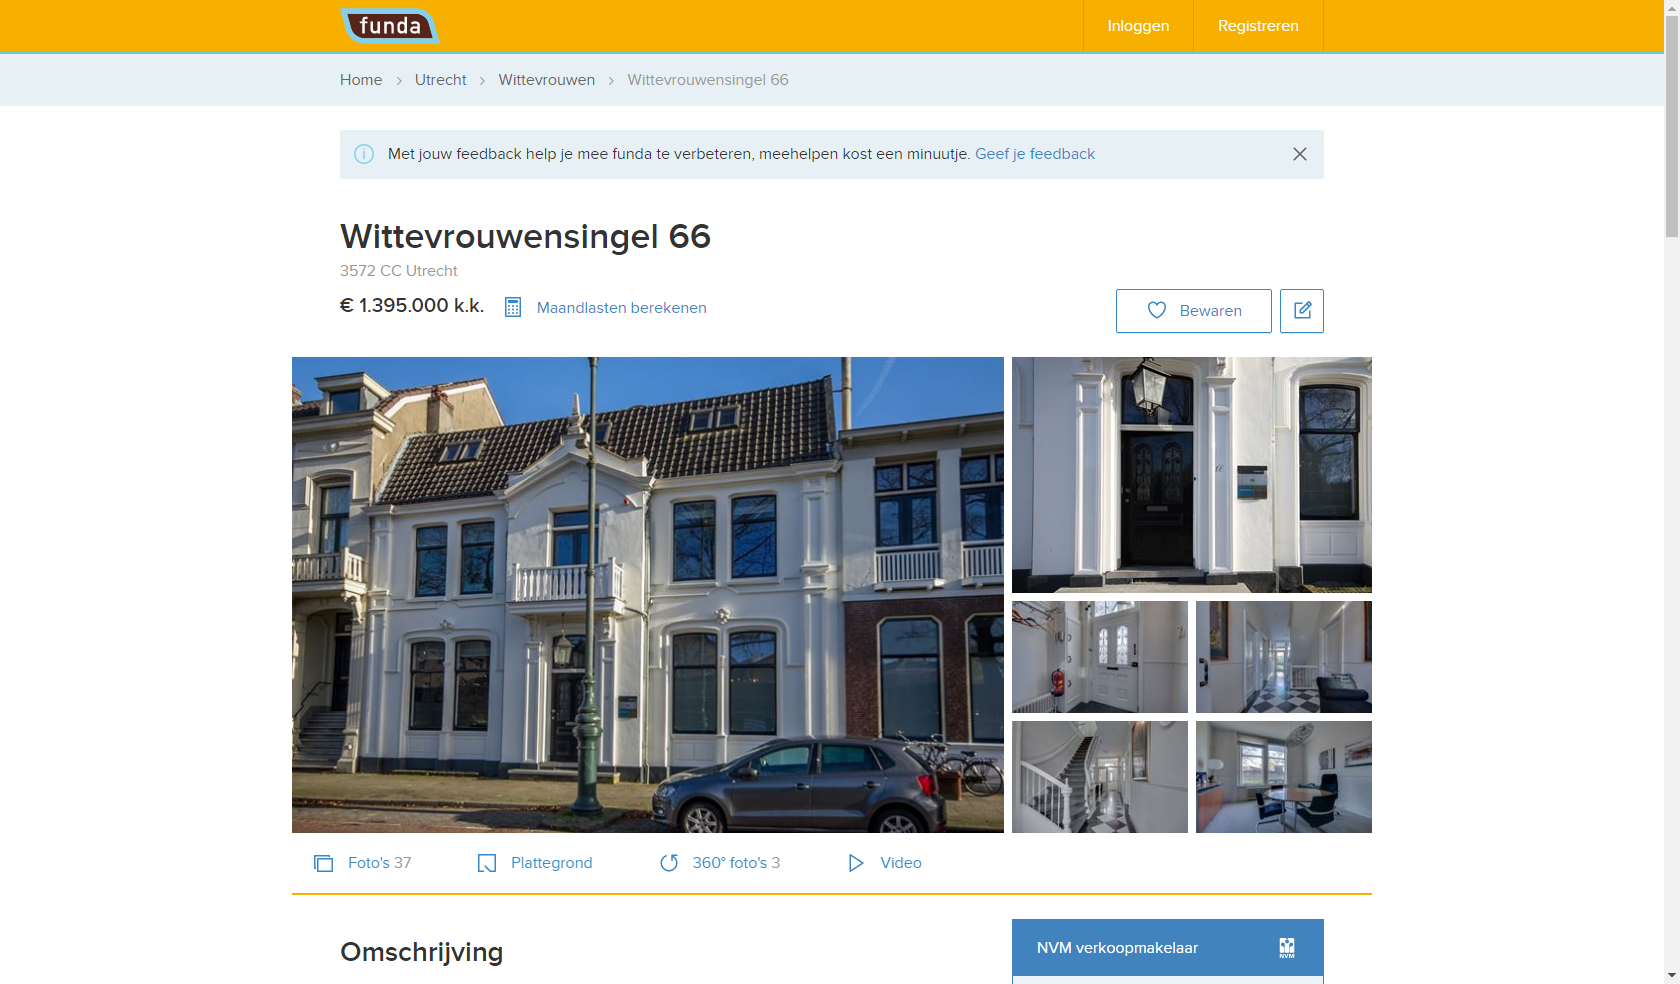 funda
Inloggen
Registreren
Home > Utrecht > Wittevrouwen > Wittevrouwensingel 66
Met jouw feedback help je mee funda te verbeteren, meehelpen kost een minuutje. Geef je feedback
Wittevrouwensingel 66
3572 CC Utrecht
€ 1.395.000 k.k.
Maandlasten berekenen
Bewaren
Foto's 37
Plattegrond
360° foto's 3
Video
Omschrijving
NVM verkoopmakelaar
NVM